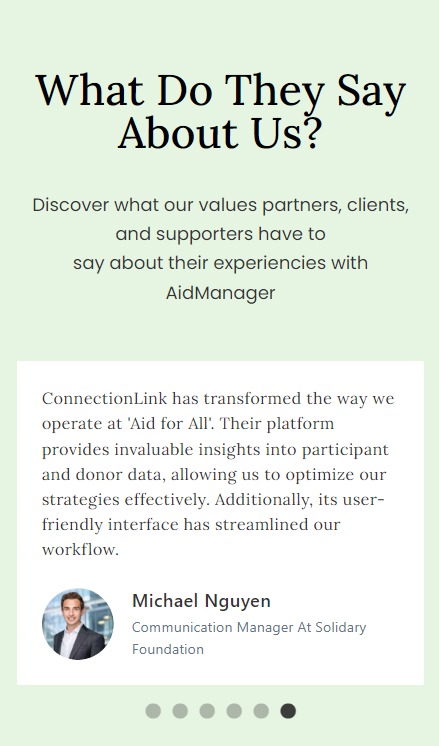 What Do They Say
About Us?
Discover what our values partners, clients,
and supporters have to
say about their experiencies with
AidManager
ConnectionLink has transformed the way we
operate at 'Aid for All'. Their platform
provides invaluable insights into participant
and donor data, allowing us to optimize our
strategies effectively. Additionally, its user-
friendly interface has streamlined our
workflow.
Michael Nguyen
Communication Manager At Solidary
Foundation